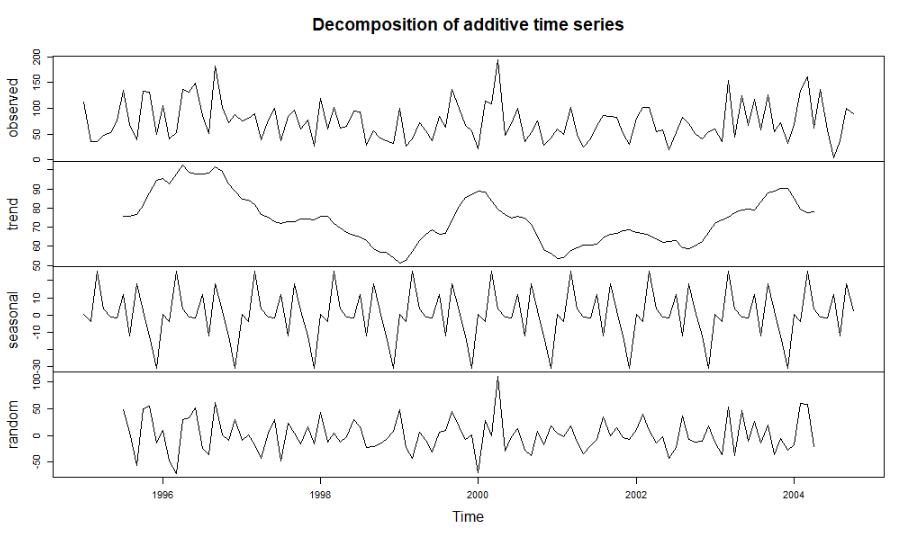 Decomposition of additive time series
observed
0 50 100 150 200
trend
50 60 70 80 90
seasonal
-30 -10 0 10
random
-50 0 50 100
1996 1998 2000 2002 2004
Time